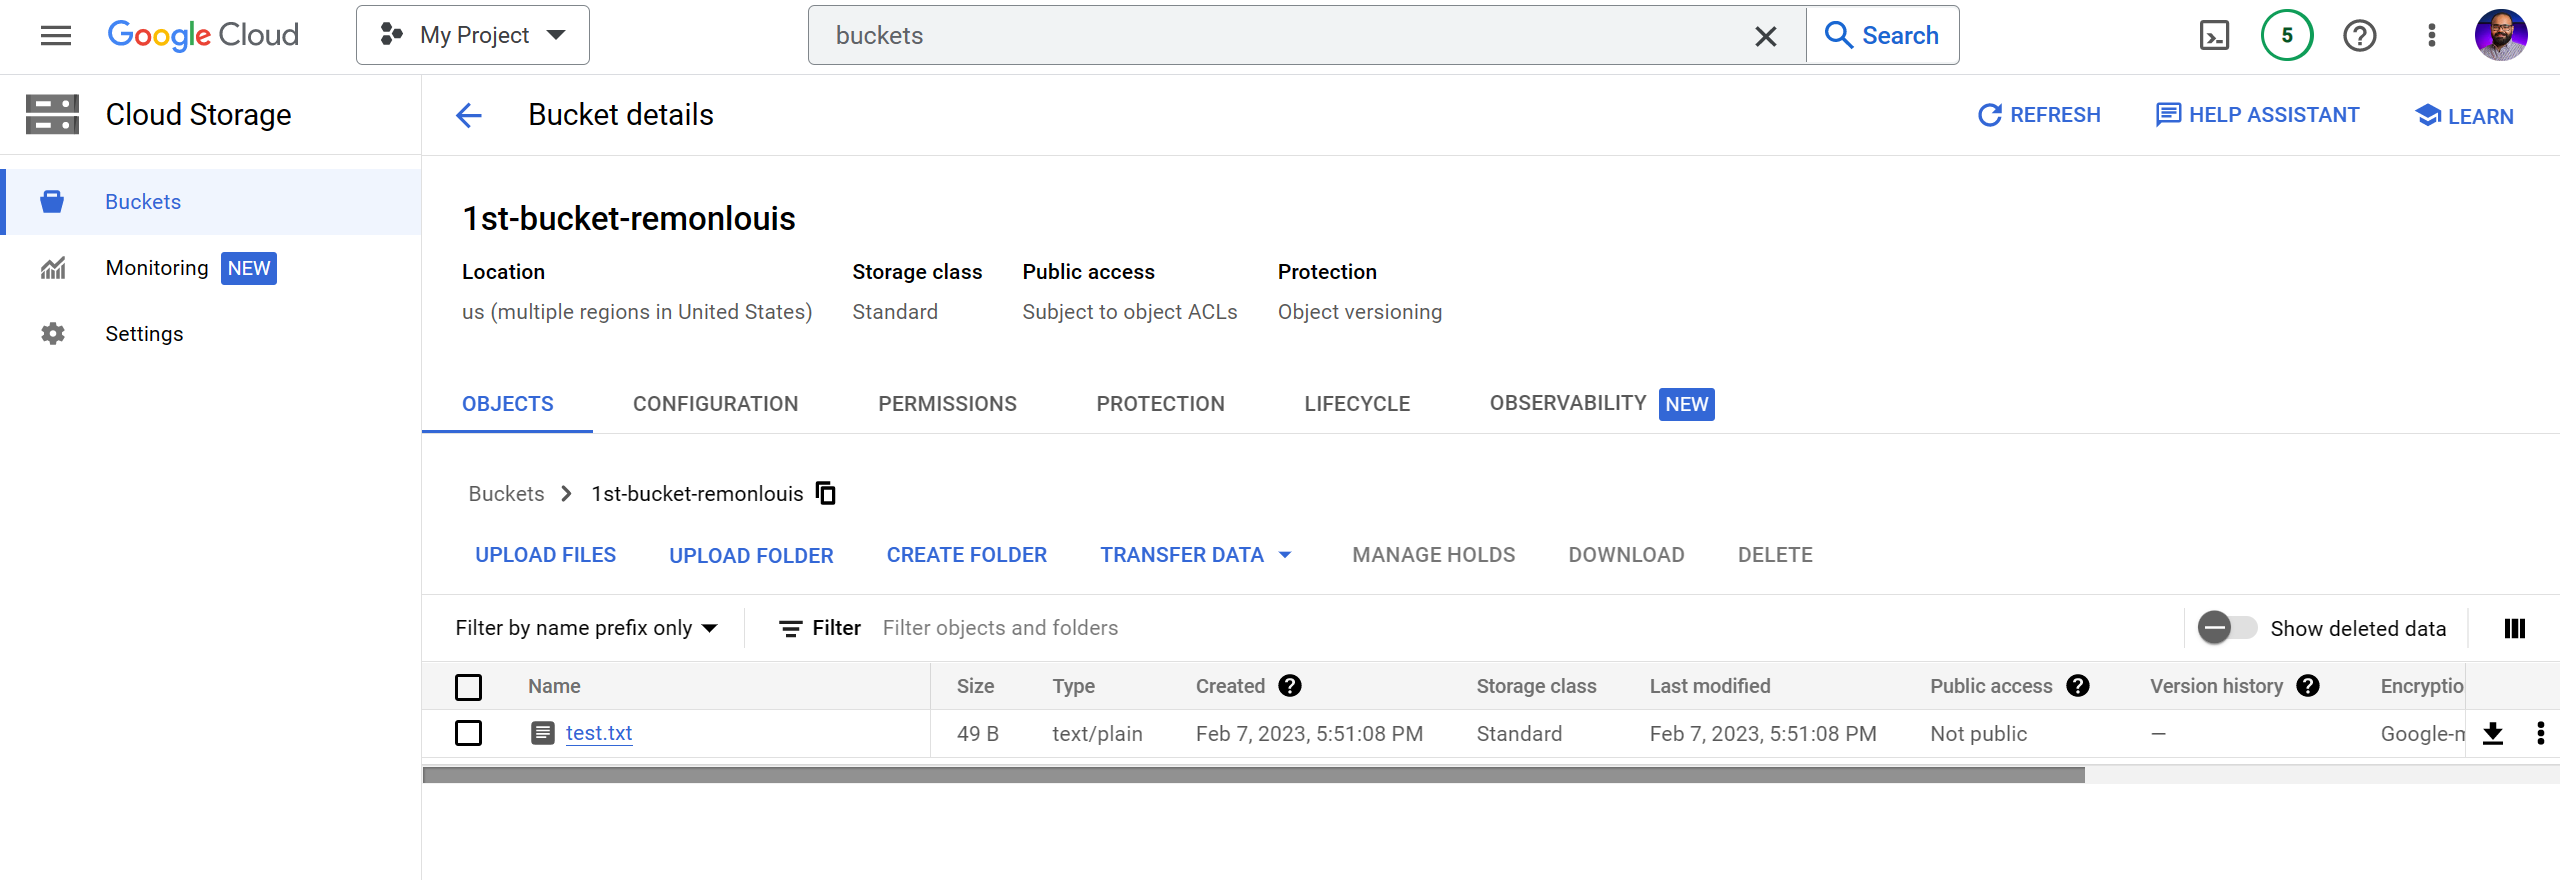 Google Cloud
My Project
buckets
Search
5
Cloud Storage
Bucket details
REFRESH
HELP ASSISTANT
LEARN
Buckets
Monitoring NEW
Settings
1st-bucket-remonlouis
Location Storage class Public access Protection
us (multiple regions in United States) Standard Subject to object ACLs Object versioning
OBJECTS CONFIGURATION PERMISSIONS PROTECTION LIFECYCLE OBSERVABILITY NEW
Buckets 1st-bucket-remonlouis
UPLOAD FILES UPLOAD FOLDER CREATE FOLDER TRANSFER DATA MANAGE HOLDS DOWNLOAD DELETE
Filter by name prefix only Filter Filter objects and folders Show deleted data
Name Size Type Created Storage class Last modified Public access Version history Encryptio
test.txt 49 B text/plain Feb 7, 2023, 5:51:08 PM Standard Feb 7, 2023, 5:51:08 PM Not public — Google-m